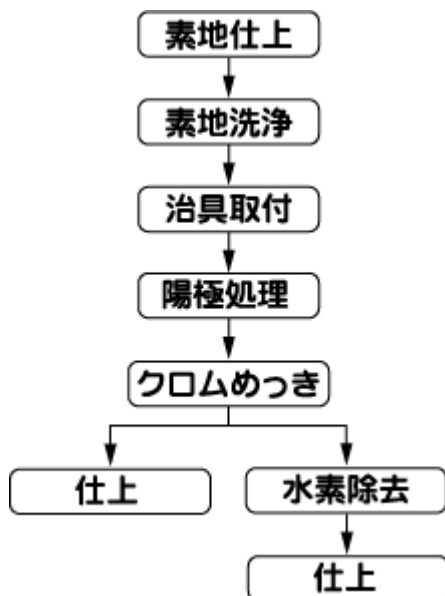 素地仕上
素地洗浄
治具取付
陽極処理
クロムめっき
仕上
水素除去
仕上